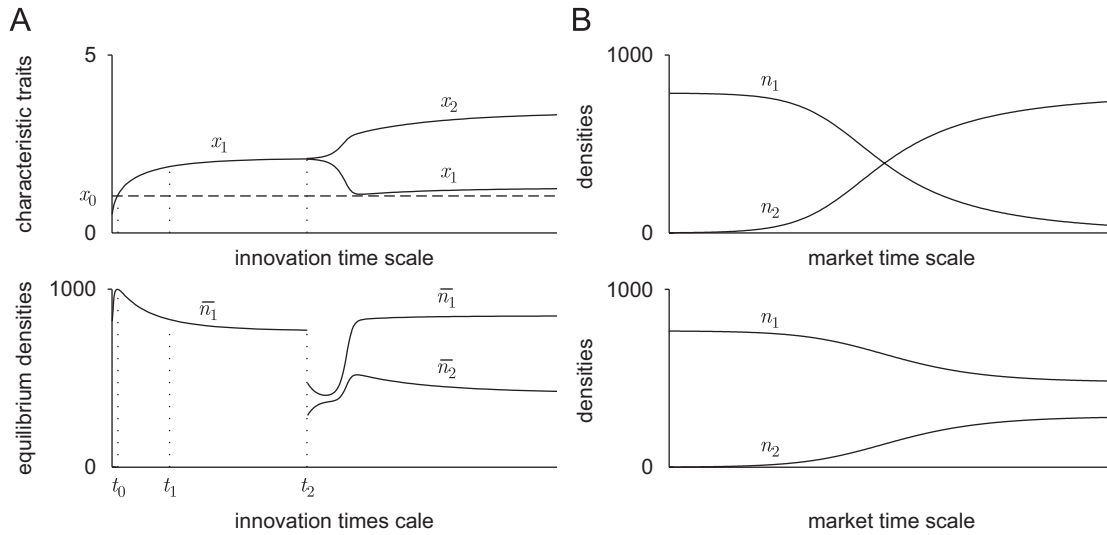 A
B
5
characteristic traits
x₂
x₁
x₁
x₀
0
innovation time scale
1000
densities
n₁
n₂
0
market time scale
1000
equilibrium densities
n̄₁
n̄₁
n̄₂
0
t₀
t₁
t₂
innovation times cale
1000
densities
n₁
n₂
0
market time scale